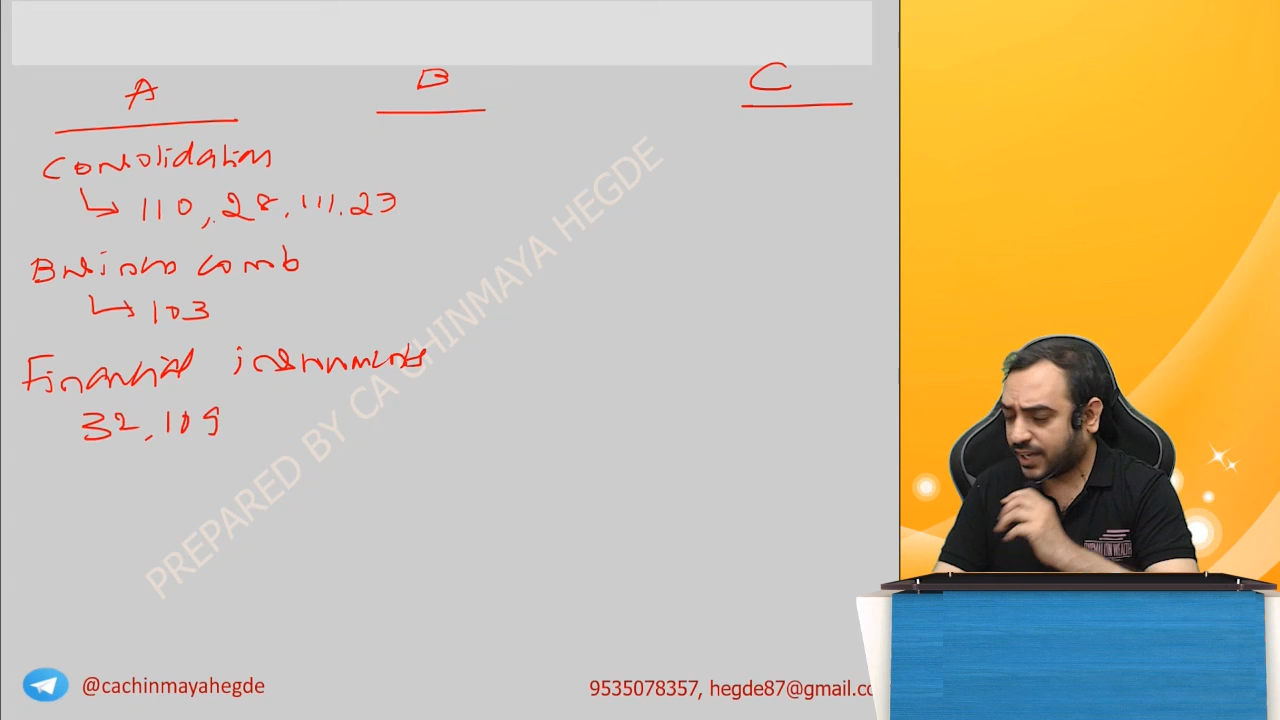 A B C
Consolidation
↳ 110, 28, 111, 23
Business comb
↳ 103
Financial instruments
32, 109
PREPARED BY CA CHINMAYA HEGDE
@cachinmayahegde
9535078357, hegde87@gmail.co